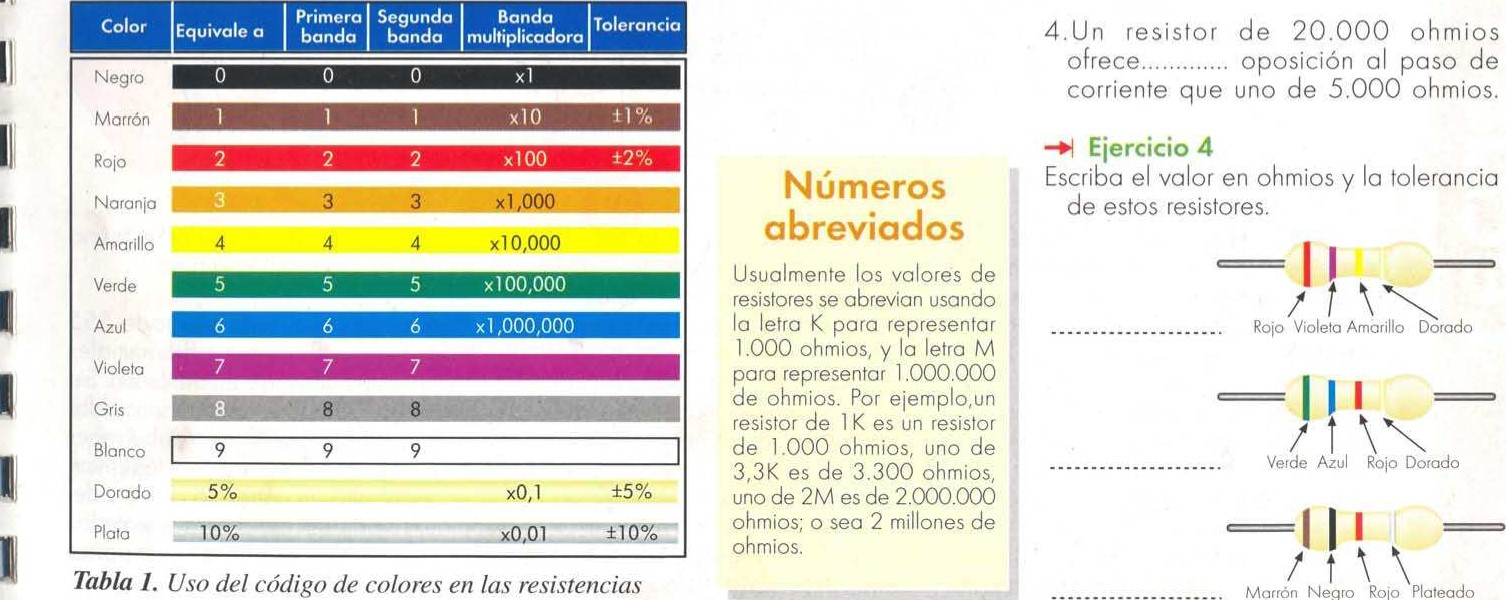 Color Equivale a Primera banda Segunda banda Banda multiplicadora Tolerancia
Negro 0 0 0 x1
Marrón 1 1 1 x10 ±1%
Rojo 2 2 2 x100 ±2%
Naranja 3 3 3 x1,000
Amarillo 4 4 4 x10,000
Verde 5 5 5 x100,000
Azul 6 6 6 x1,000,000
Violeta 7 7 7
Gris 8 8 8
Blanco 9 9 9
Dorado 5% x0,1 ±5%
Plata 10% x0,01 ±10%
Tabla 1. Uso del código de colores en las resistencias
Números
abreviados
Usualmente los valores de
resistores se abrevian usando
la letra K para representar
1.000 ohmios, y la letra M
para representar 1.000.000
de ohmios. Por ejemplo,un
resistor de 1K es un resistor
de 1.000 ohmios, uno de
3,3K es de 3.300 ohmios,
uno de 2M es de 2.000.000
ohmios; o sea 2 millones de
ohmios.
4.Un resistor de 20.000 ohmios
ofrece............. oposición al paso de
corriente que uno de 5.000 ohmios.
Ejercicio 4
Escriba el valor en ohmios y la tolerancia
de estos resistores.
Rojo Violeta Amarillo Dorado
Verde Azul Rojo Dorado
Marrón Negro Rojo Plateado